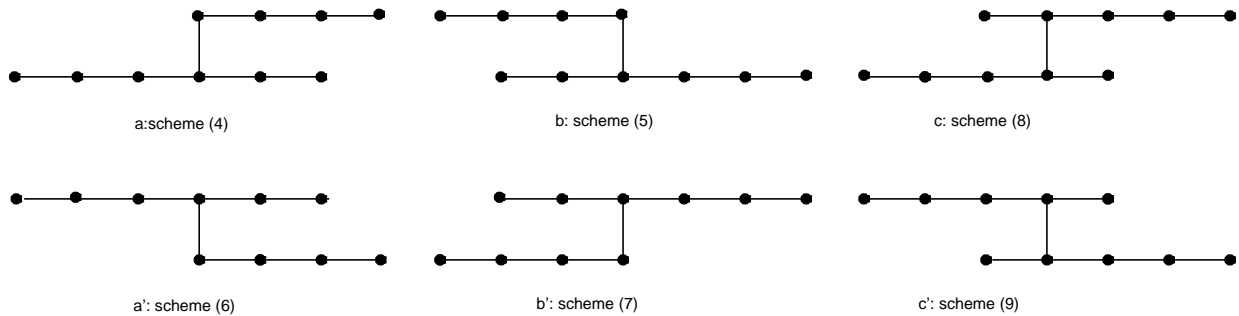 a:scheme (4)
b: scheme (5)
c: scheme (8)
a': scheme (6)
b': scheme (7)
c': scheme (9)